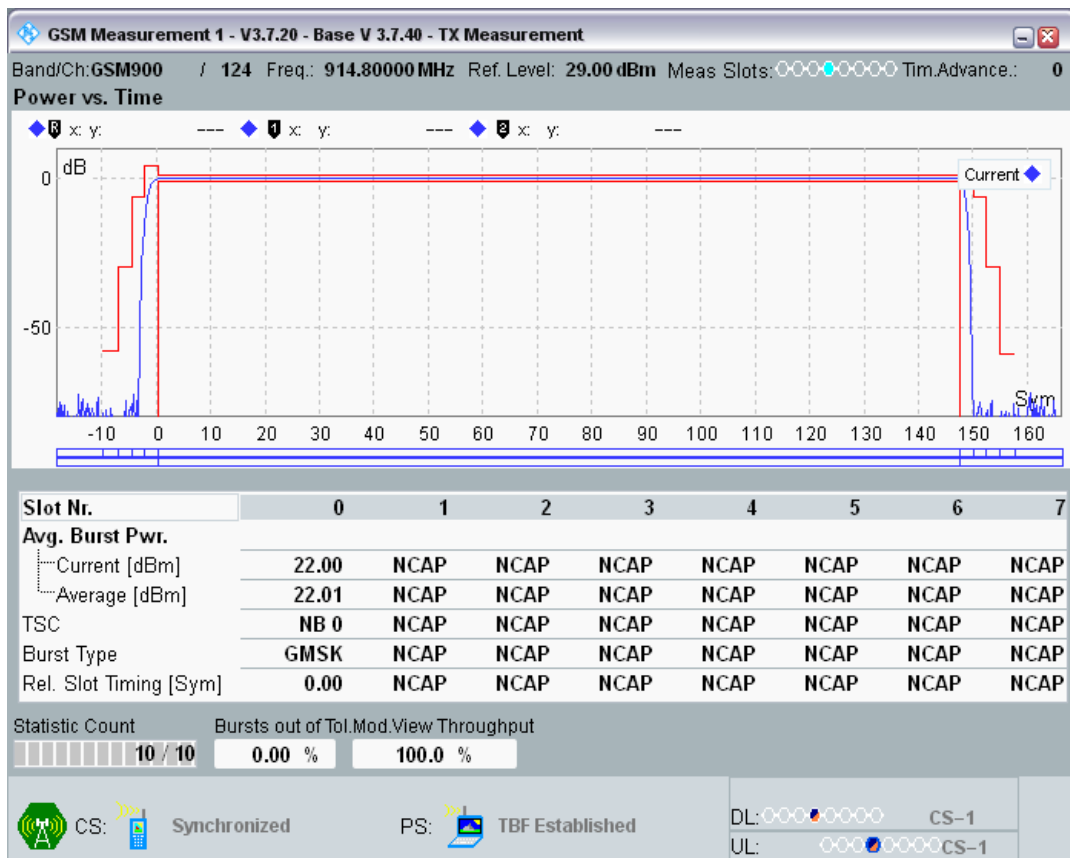 GSM Measurement 1 - V3.7.20 - Base V 3.7.40 - TX Measurement
Band/Ch:GSM900 / 124 Freq.: 914.80000 MHz Ref. Level: 29.00 dBm Meas Slots: Tim.Advance.: 0
Power vs. Time
R x: y: --- 1 x: y: --- 2 x: y: ---
dB
Current
0
-50
Sym
-10 0 10 20 30 40 50 60 70 80 90 100 110 120 130 140 150 160
Slot Nr. 0 1 2 3 4 5 6 7
Avg. Burst Pwr.
Current [dBm] 22.00 NCAP NCAP NCAP NCAP NCAP NCAP NCAP
Average [dBm] 22.01 NCAP NCAP NCAP NCAP NCAP NCAP NCAP
TSC NB 0 NCAP NCAP NCAP NCAP NCAP NCAP NCAP
Burst Type GMSK NCAP NCAP NCAP NCAP NCAP NCAP NCAP
Rel. Slot Timing [Sym] 0.00 NCAP NCAP NCAP NCAP NCAP NCAP NCAP
Statistic Count Bursts out of Tol. Mod.View Throughput
10 / 10 0.00 % 100.0 %
CS: Synchronized PS: TBF Established
DL: CS-1
UL: CS-1